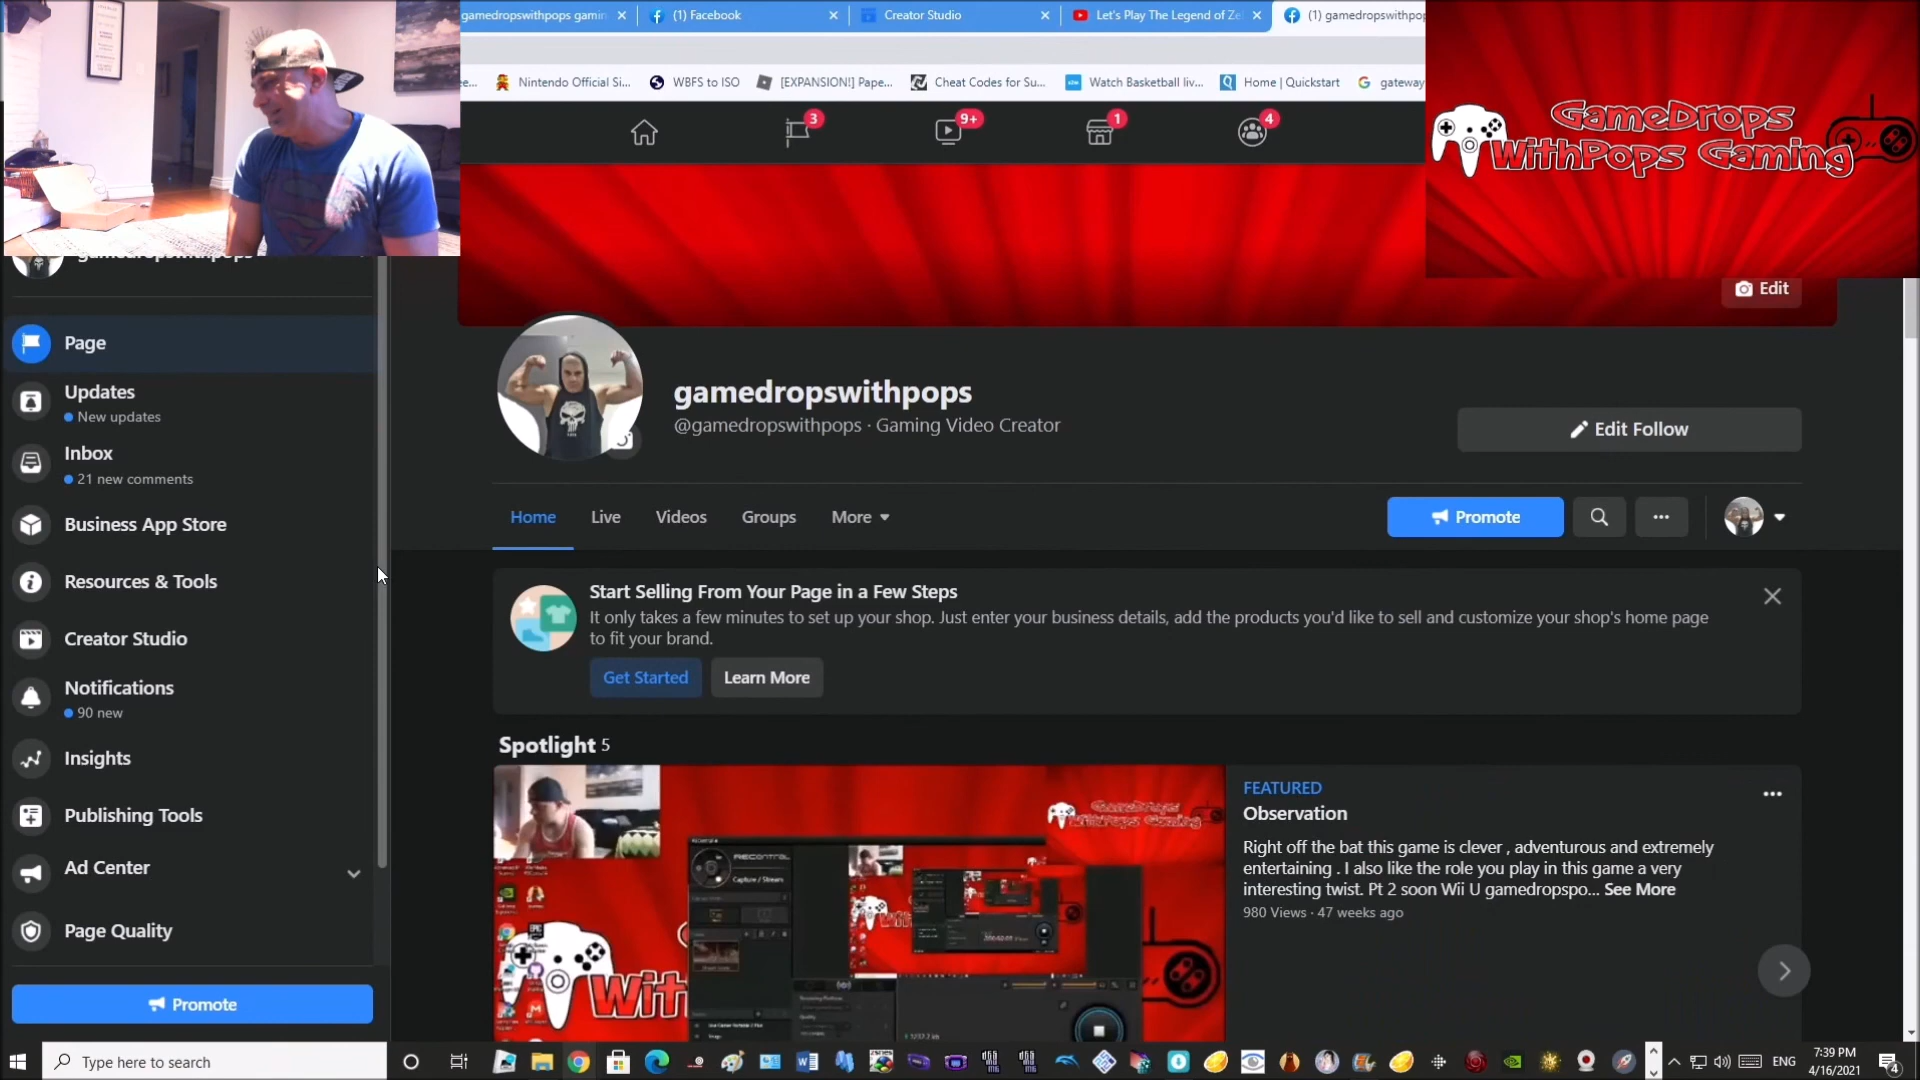 gamedropswithpops gamin
(1) Facebook
Creator Studio
Let's Play The Legend of Ze
(1) gamedropswithpop
Nintendo Official Si...
WBFS to ISO
[EXPANSION!] Pape...
Cheat Codes for Su...
Watch Basketball liv...
Home | Quickstart
gateway
3
9+
1
4
GameDrops
WithPops Gaming
Edit
Page
Updates
New updates
Inbox
21 new comments
Business App Store
Resources & Tools
Creator Studio
Notifications
90 new
Insights
Publishing Tools
Ad Center
Page Quality
Promote
gamedropswithpops
@gamedropswithpops · Gaming Video Creator
Edit Follow
Home
Live
Videos
Groups
More
Promote
Start Selling From Your Page in a Few Steps
It only takes a few minutes to set up your shop. Just enter your business details, add the products you'd like to sell and customize your shop's home page
to fit your brand.
Get Started
Learn More
Spotlight 5
FEATURED
Observation
Right off the bat this game is clever , adventurous and extremely
entertaining . I also like the role you play in this game a very
interesting twist. Pt 2 soon Wii U gamedropspo... See More
980 Views · 47 weeks ago
GameDrops
WithPops Gaming
Capture / Stream
With
Type here to search
ENG
7:39 PM
4/16/2021
4